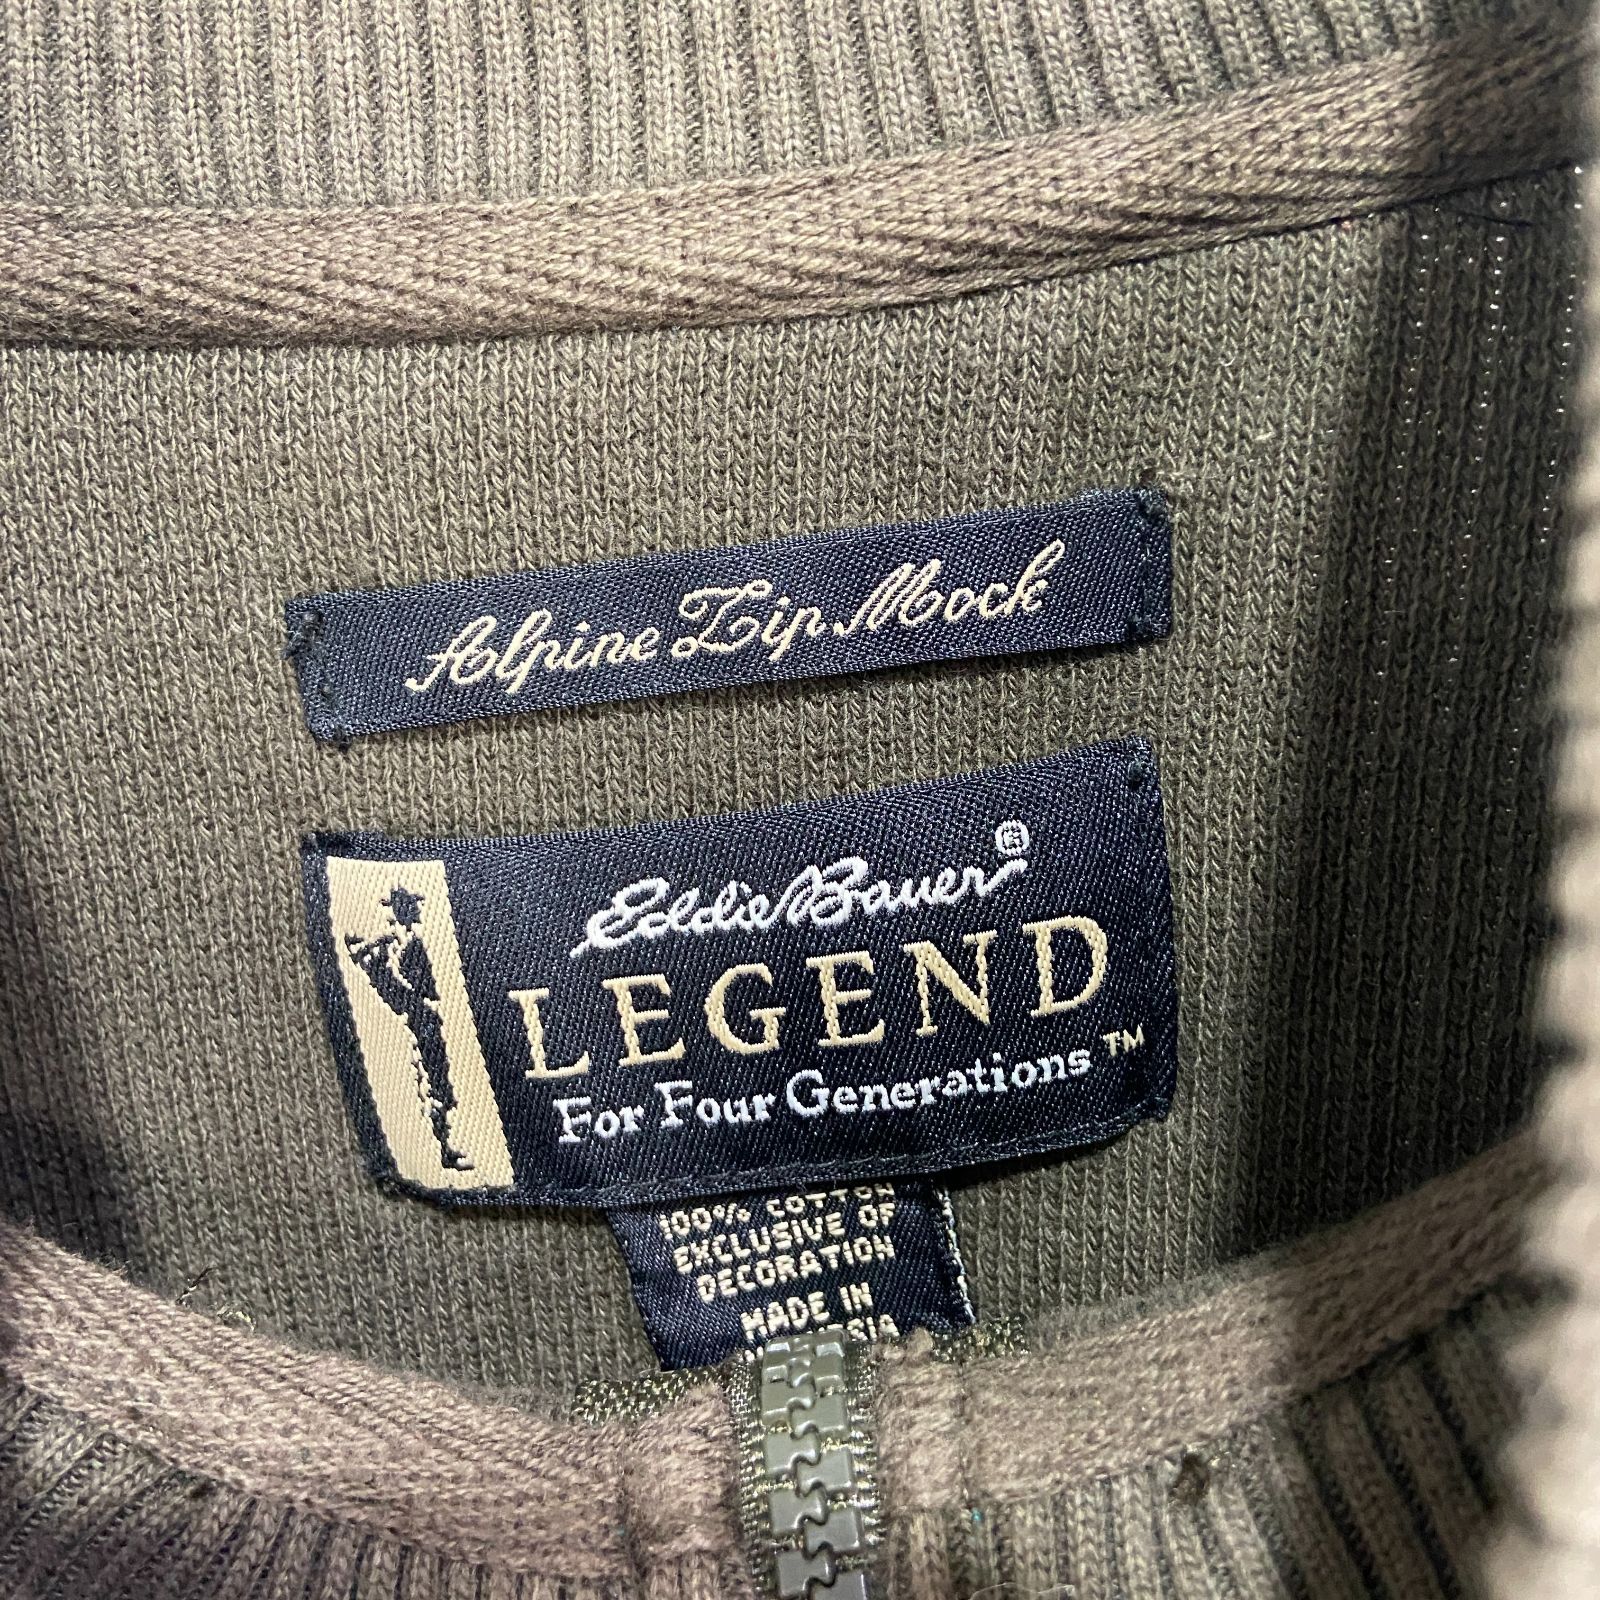 Alpine Zip Mock
Eddie Bauer®
LEGEND
For Four Generations™
100% COTTON
EXCLUSIVE OF
DECORATION
MADE IN